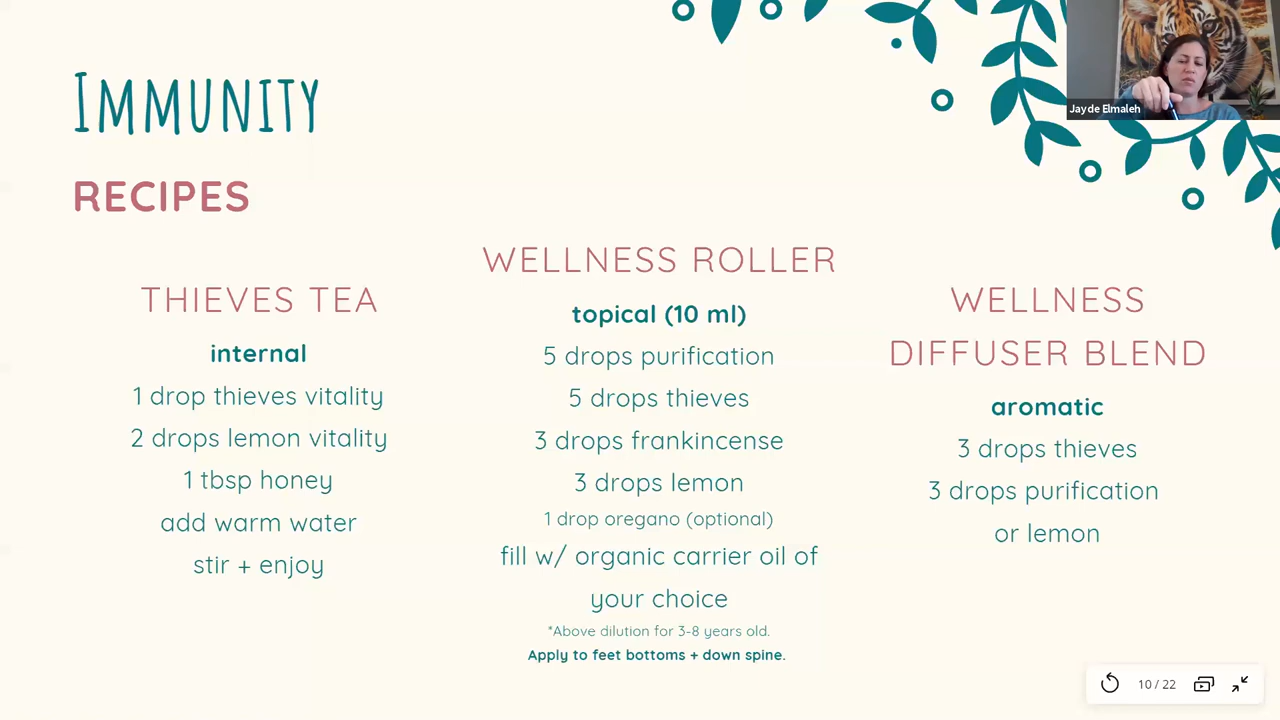 Immunity
RECIPES
THIEVES TEA
internal
1 drop thieves vitality
2 drops lemon vitality
1 tbsp honey
add warm water
stir + enjoy
WELLNESS ROLLER
topical (10 ml)
5 drops purification
5 drops thieves
3 drops frankincense
3 drops lemon
1 drop oregano (optional)
fill w/ organic carrier oil of
your choice
*Above dilution for 3-8 years old.
Apply to feet bottoms + down spine.
WELLNESS
DIFFUSER BLEND
aromatic
3 drops thieves
3 drops purification
or lemon
Jayde Elmaleh
10 / 22